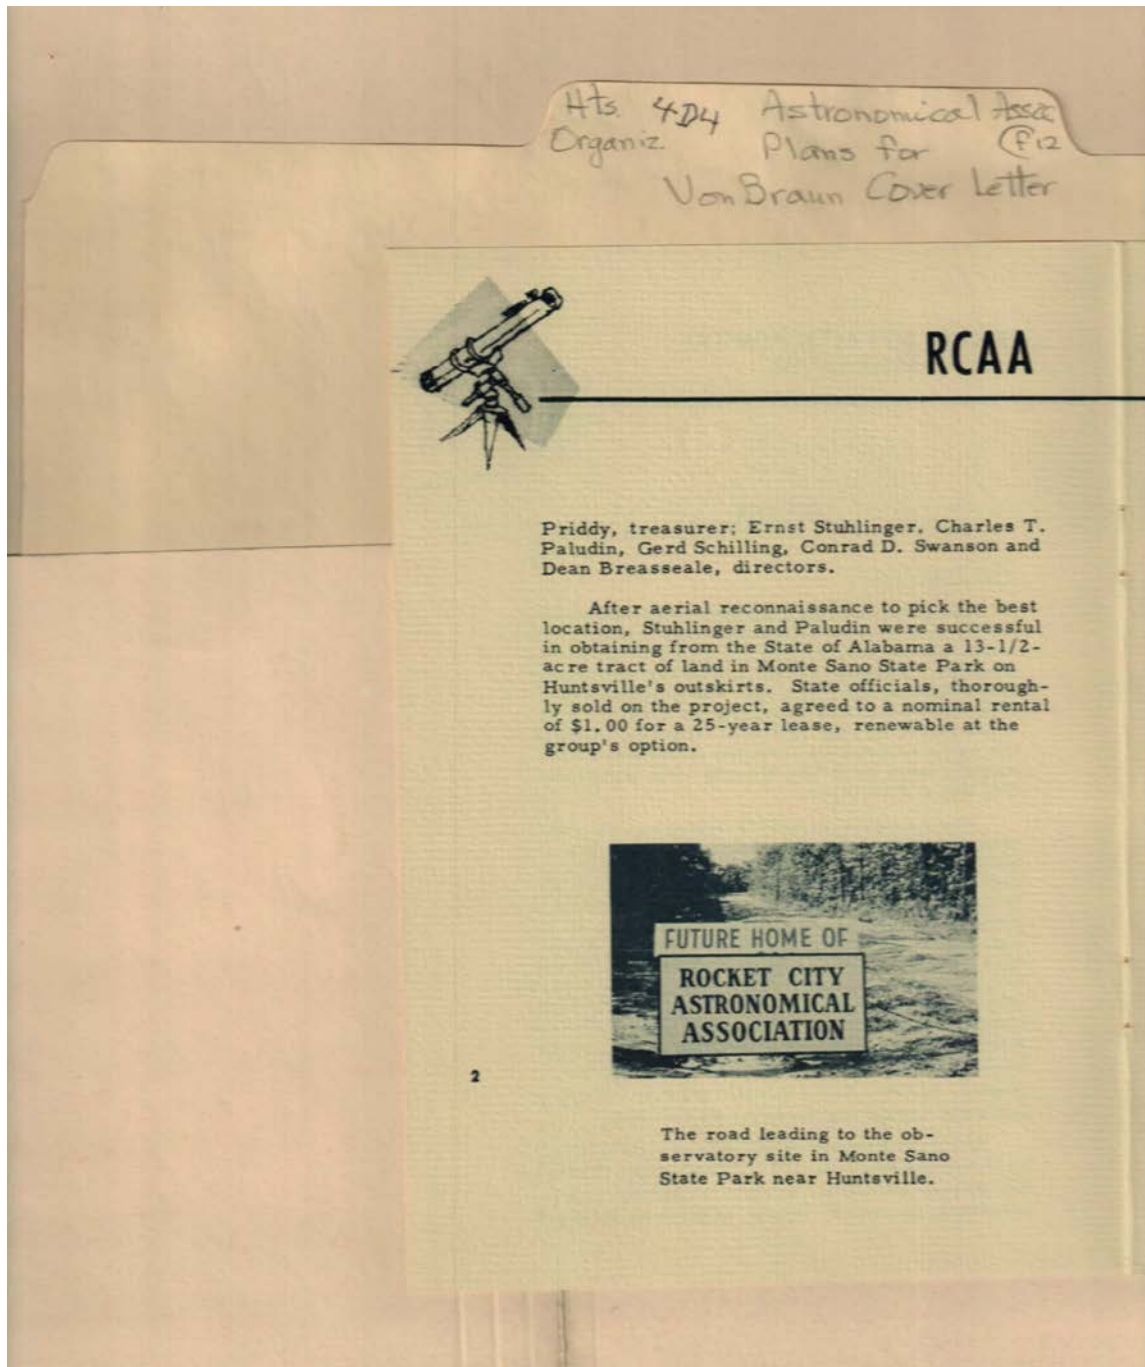 Hts. 4D4 Astronomical Assoc
Organiz. Plans for F12
Von Braun Cover Letter
RCAA
Priddy, treasurer; Ernst Stuhlinger, Charles T.
Paludin, Gerd Schilling, Conrad D. Swanson and
Dean Breasseale, directors.
After aerial reconnaissance to pick the best
location, Stuhlinger and Paludin were successful
in obtaining from the State of Alabama a 13-1/2-
acre tract of land in Monte Sano State Park on
Huntsville's outskirts. State officials, thorough-
ly sold on the project, agreed to a nominal rental
of $1.00 for a 25-year lease, renewable at the
group's option.
FUTURE HOME OF
ROCKET CITY
ASTRONOMICAL
ASSOCIATION
2
The road leading to the ob-
servatory site in Monte Sano
State Park near Huntsville.